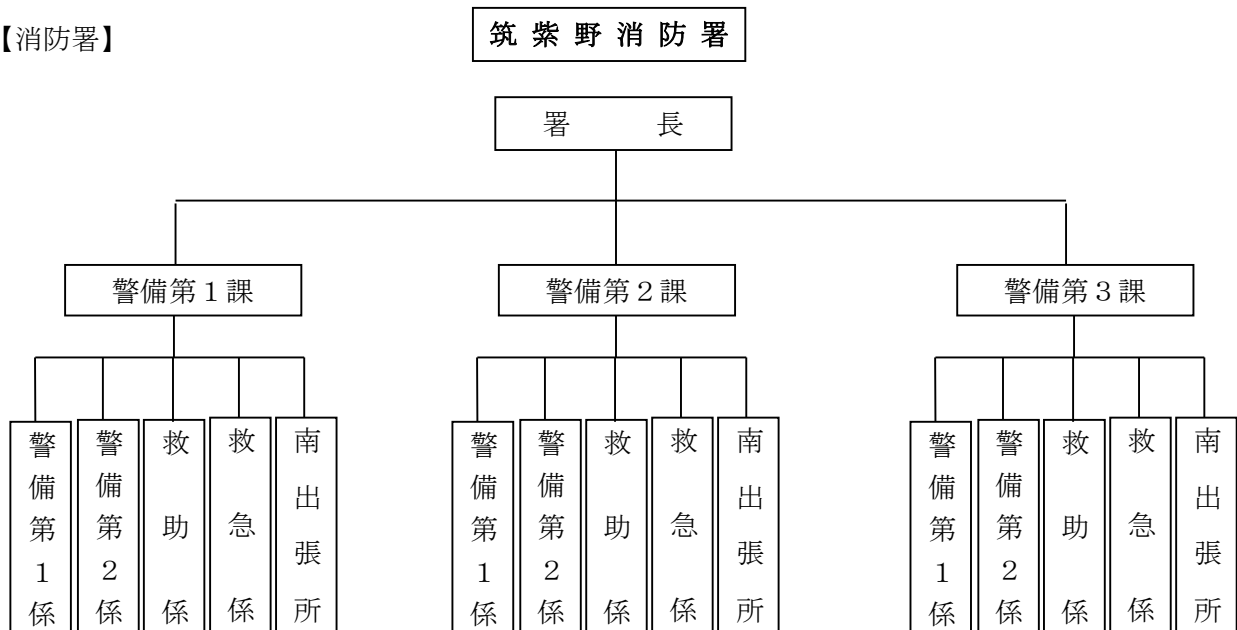 【消防署】
筑紫野消防署
署　長
警備第１課
警備第２課
警備第３課
警備第１係
警備第２係
救助係
救急係
南出張所
警備第１係
警備第２係
救助係
救急係
南出張所
警備第１係
警備第２係
救助係
救急係
南出張所